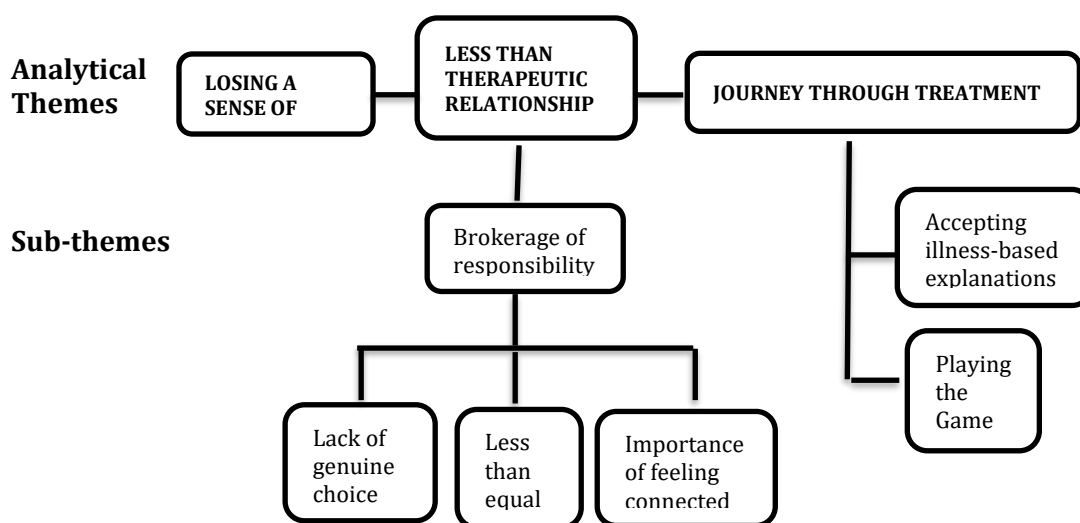 Analytical
Themes
LOSING A
SENSE OF
LESS THAN
THERAPEUTIC
RELATIONSHIP
JOURNEY THROUGH TREATMENT
Sub-themes
Brokerage of
responsibility
Accepting
illness-based
explanations
Playing
the
Game
Lack of
genuine
choice
Less
than
equal
Importance
of feeling
connected